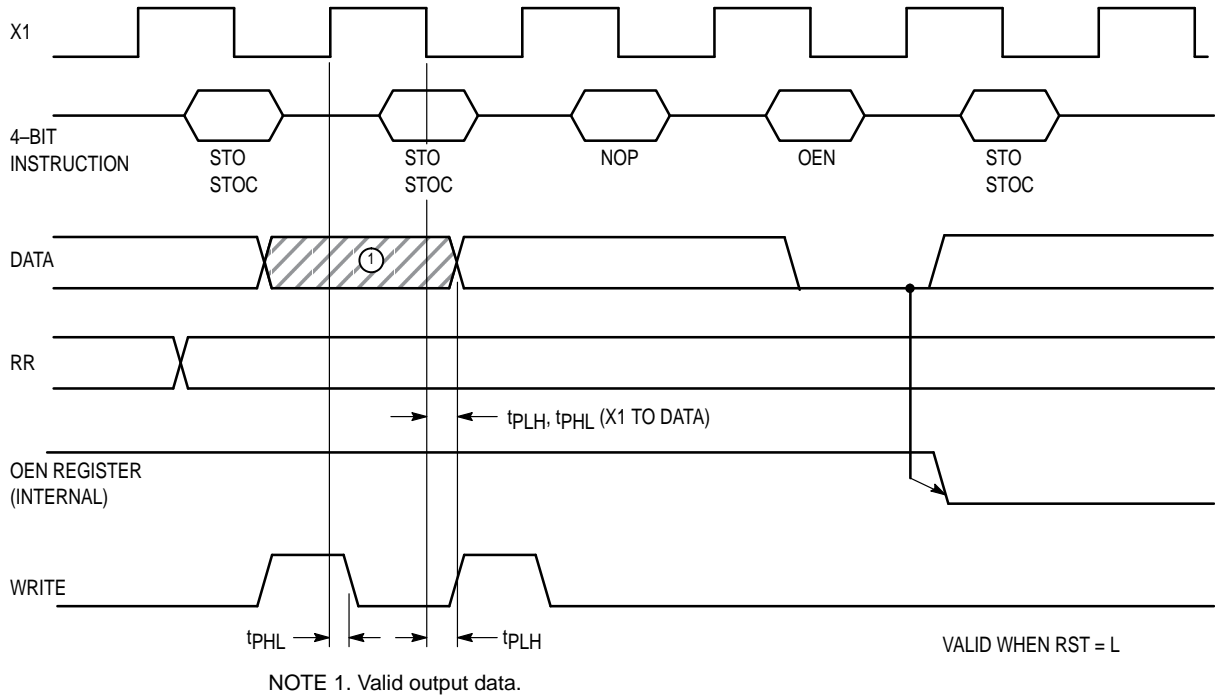 X1
4–BIT
INSTRUCTION
STO
STOC
STO
STOC
NOP
OEN
STO
STOC
DATA
1
RR
tPLH, tPHL (X1 TO DATA)
OEN REGISTER
(INTERNAL)
WRITE
tPHL
tPLH
VALID WHEN RST = L
NOTE 1. Valid output data.